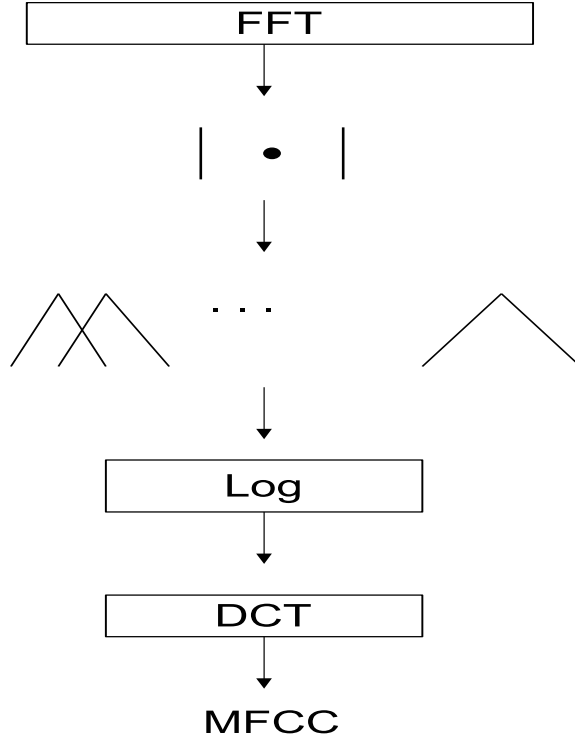 FFT
| • |
. . .
Log
DCT
MFCC